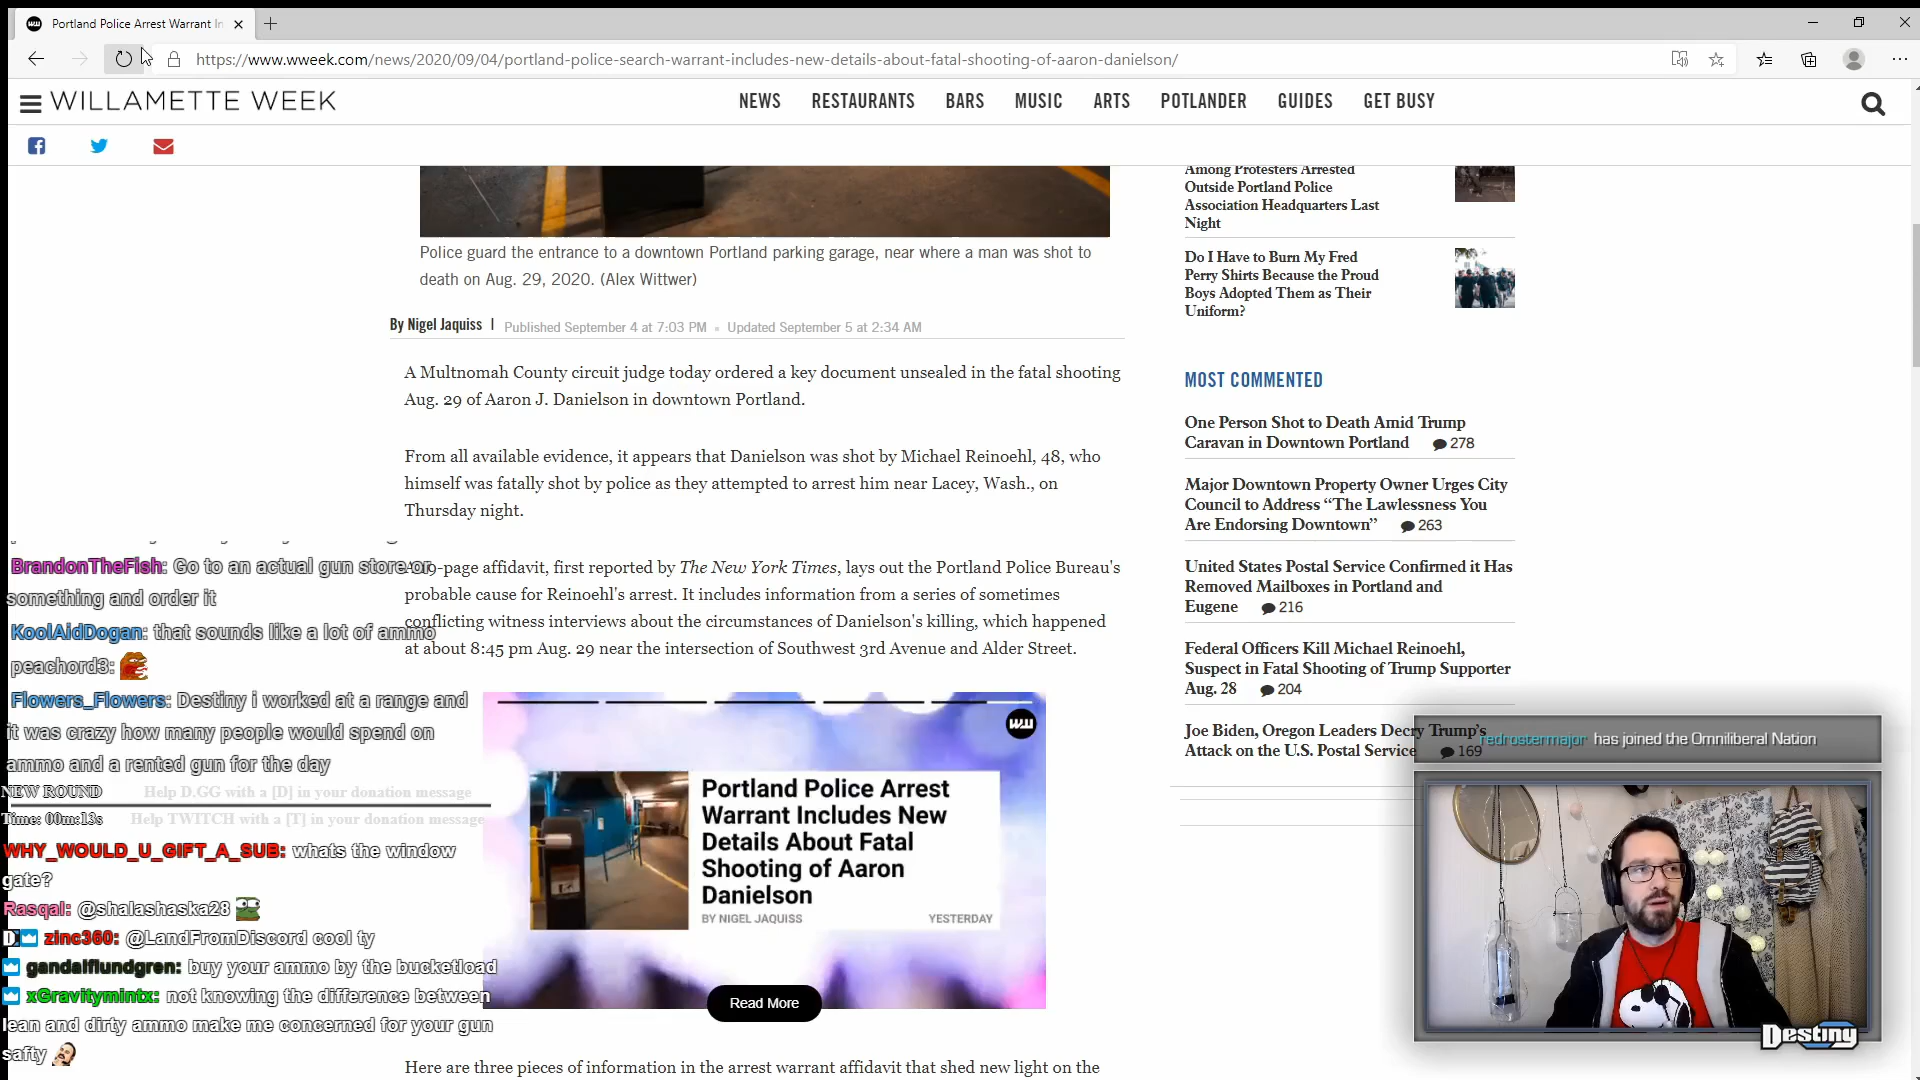 Portland Police Arrest Warrant In
https://www.wweek.com/news/2020/09/04/portland-police-search-warrant-includes-new-details-about-fatal-shooting-of-aaron-danielson/
WILLAMETTE WEEK
NEWS RESTAURANTS BARS MUSIC ARTS POTLANDER GUIDES GET BUSY
Police guard the entrance to a downtown Portland parking garage, near where a man was shot to
death on Aug. 29, 2020. (Alex Wittwer)
By Nigel Jaquiss | Published September 4 at 7:03 PM Updated September 5 at 2:34 AM
A Multnomah County circuit judge today ordered a key document unsealed in the fatal shooting
Aug. 29 of Aaron J. Danielson in downtown Portland.
From all available evidence, it appears that Danielson was shot by Michael Reinoehl, 48, who
himself was fatally shot by police as they attempted to arrest him near Lacey, Wash., on
Thursday night.
-page affidavit, first reported by The New York Times, lays out the Portland Police Bureau's
probable cause for Reinoehl's arrest. It includes information from a series of sometimes
conflicting witness interviews about the circumstances of Danielson's killing, which happened
at about 8:45 pm Aug. 29 near the intersection of Southwest 3rd Avenue and Alder Street.
WW
Portland Police Arrest
Warrant Includes New
Details About Fatal
Shooting of Aaron
Danielson
BY NIGEL JAQUISS YESTERDAY
Read More
Here are three pieces of information in the arrest warrant affidavit that shed new light on the
Among Protesters Arrested
Outside Portland Police
Association Headquarters Last
Night
Do I Have to Burn My Fred
Perry Shirts Because the Proud
Boys Adopted Them as Their
Uniform?
MOST COMMENTED
One Person Shot to Death Amid Trump
Caravan in Downtown Portland 278
Major Downtown Property Owner Urges City
Council to Address “The Lawlessness You
Are Endorsing Downtown” 263
United States Postal Service Confirmed it Has
Removed Mailboxes in Portland and
Eugene 216
Federal Officers Kill Michael Reinoehl,
Suspect in Fatal Shooting of Trump Supporter
Aug. 28 204
Joe Biden, Oregon Leaders Decry Trump's
Attack on the U.S. Postal Service 169
BrandonTheFish: Go to an actual gun store or
something and order it
KoolAidDogan: that sounds like a lot of ammo
peachord3:
Flowers_Flowers: Destiny i worked at a range and
it was crazy how many people would spend on
ammo and a rented gun for the day
NEW ROUND Help D.GG with a [D] in your donation message
Time: 00m:13s Help TWITCH with a [T] in your donation message
WHY_WOULD_U_GIFT_A_SUB: whats the window
gate?
Rasqal: @shalashaska28
zinc360: @LandFromDiscord cool ty
gandalflundgren: buy your ammo by the bucketload
xGravitymintx: not knowing the difference between
lean and dirty ammo make me concerned for your gun
safty
redrostermajor has joined the Omniliberal Nation
Destiny